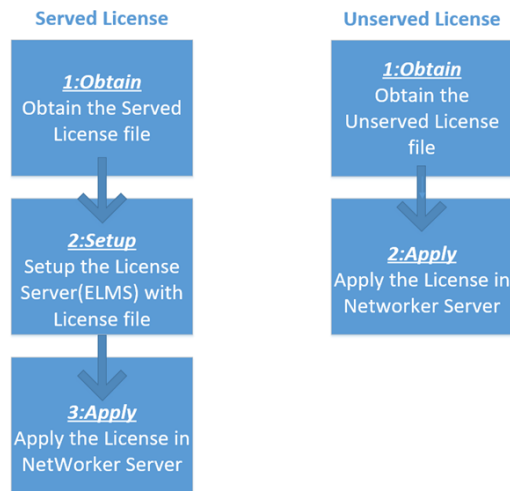 Served License
1:Obtain
Obtain the Served
License file
2:Setup
Setup the License
Server(ELMS) with
License file
3:Apply
Apply the License in
NetWorker Server
Unserved License
1:Obtain
Obtain the
Unserved License
file
2:Apply
Apply the License in
Networker Server